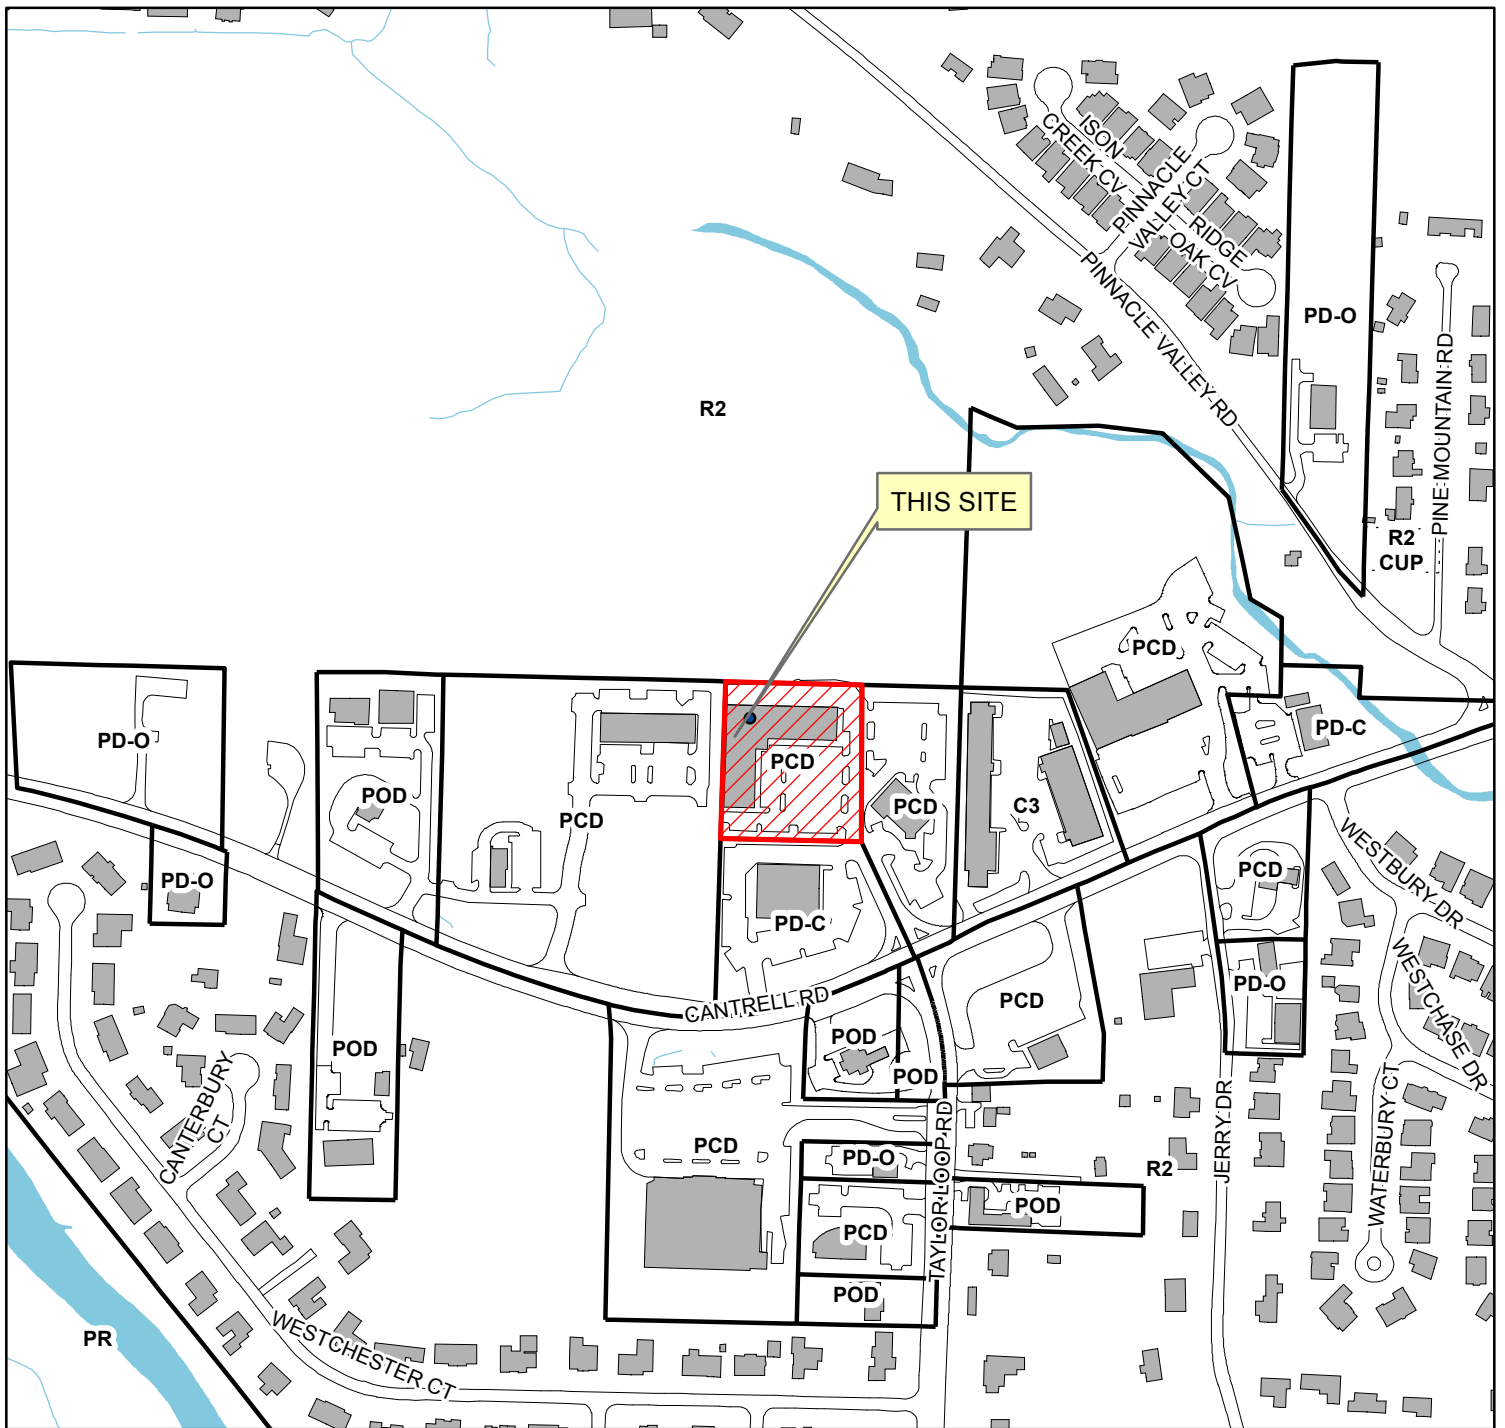 ISON
CREEK CV
PINNACLE
VALLEY CT
RIDGE
OAK CV
PINNACLE VALLEY RD
PD-O
PINE MOUNTAIN RD
R2
THIS SITE
R2
CUP
PCD
PD-C
PD-O
POD
PCD
PCD
PCD
C3
PD-O
PD-C
PCD
WESTBURY DR
WESTCHASE DR
PD-O
CANTRELL RD
PCD
POD
POD
POD
CANTERBURY
CT
PCD
PD-O
TAYLOR LOOP RD
R2
JERRY DR
WATERBURY CT
POD
PCD
POD
PR
WESTCHESTER CT